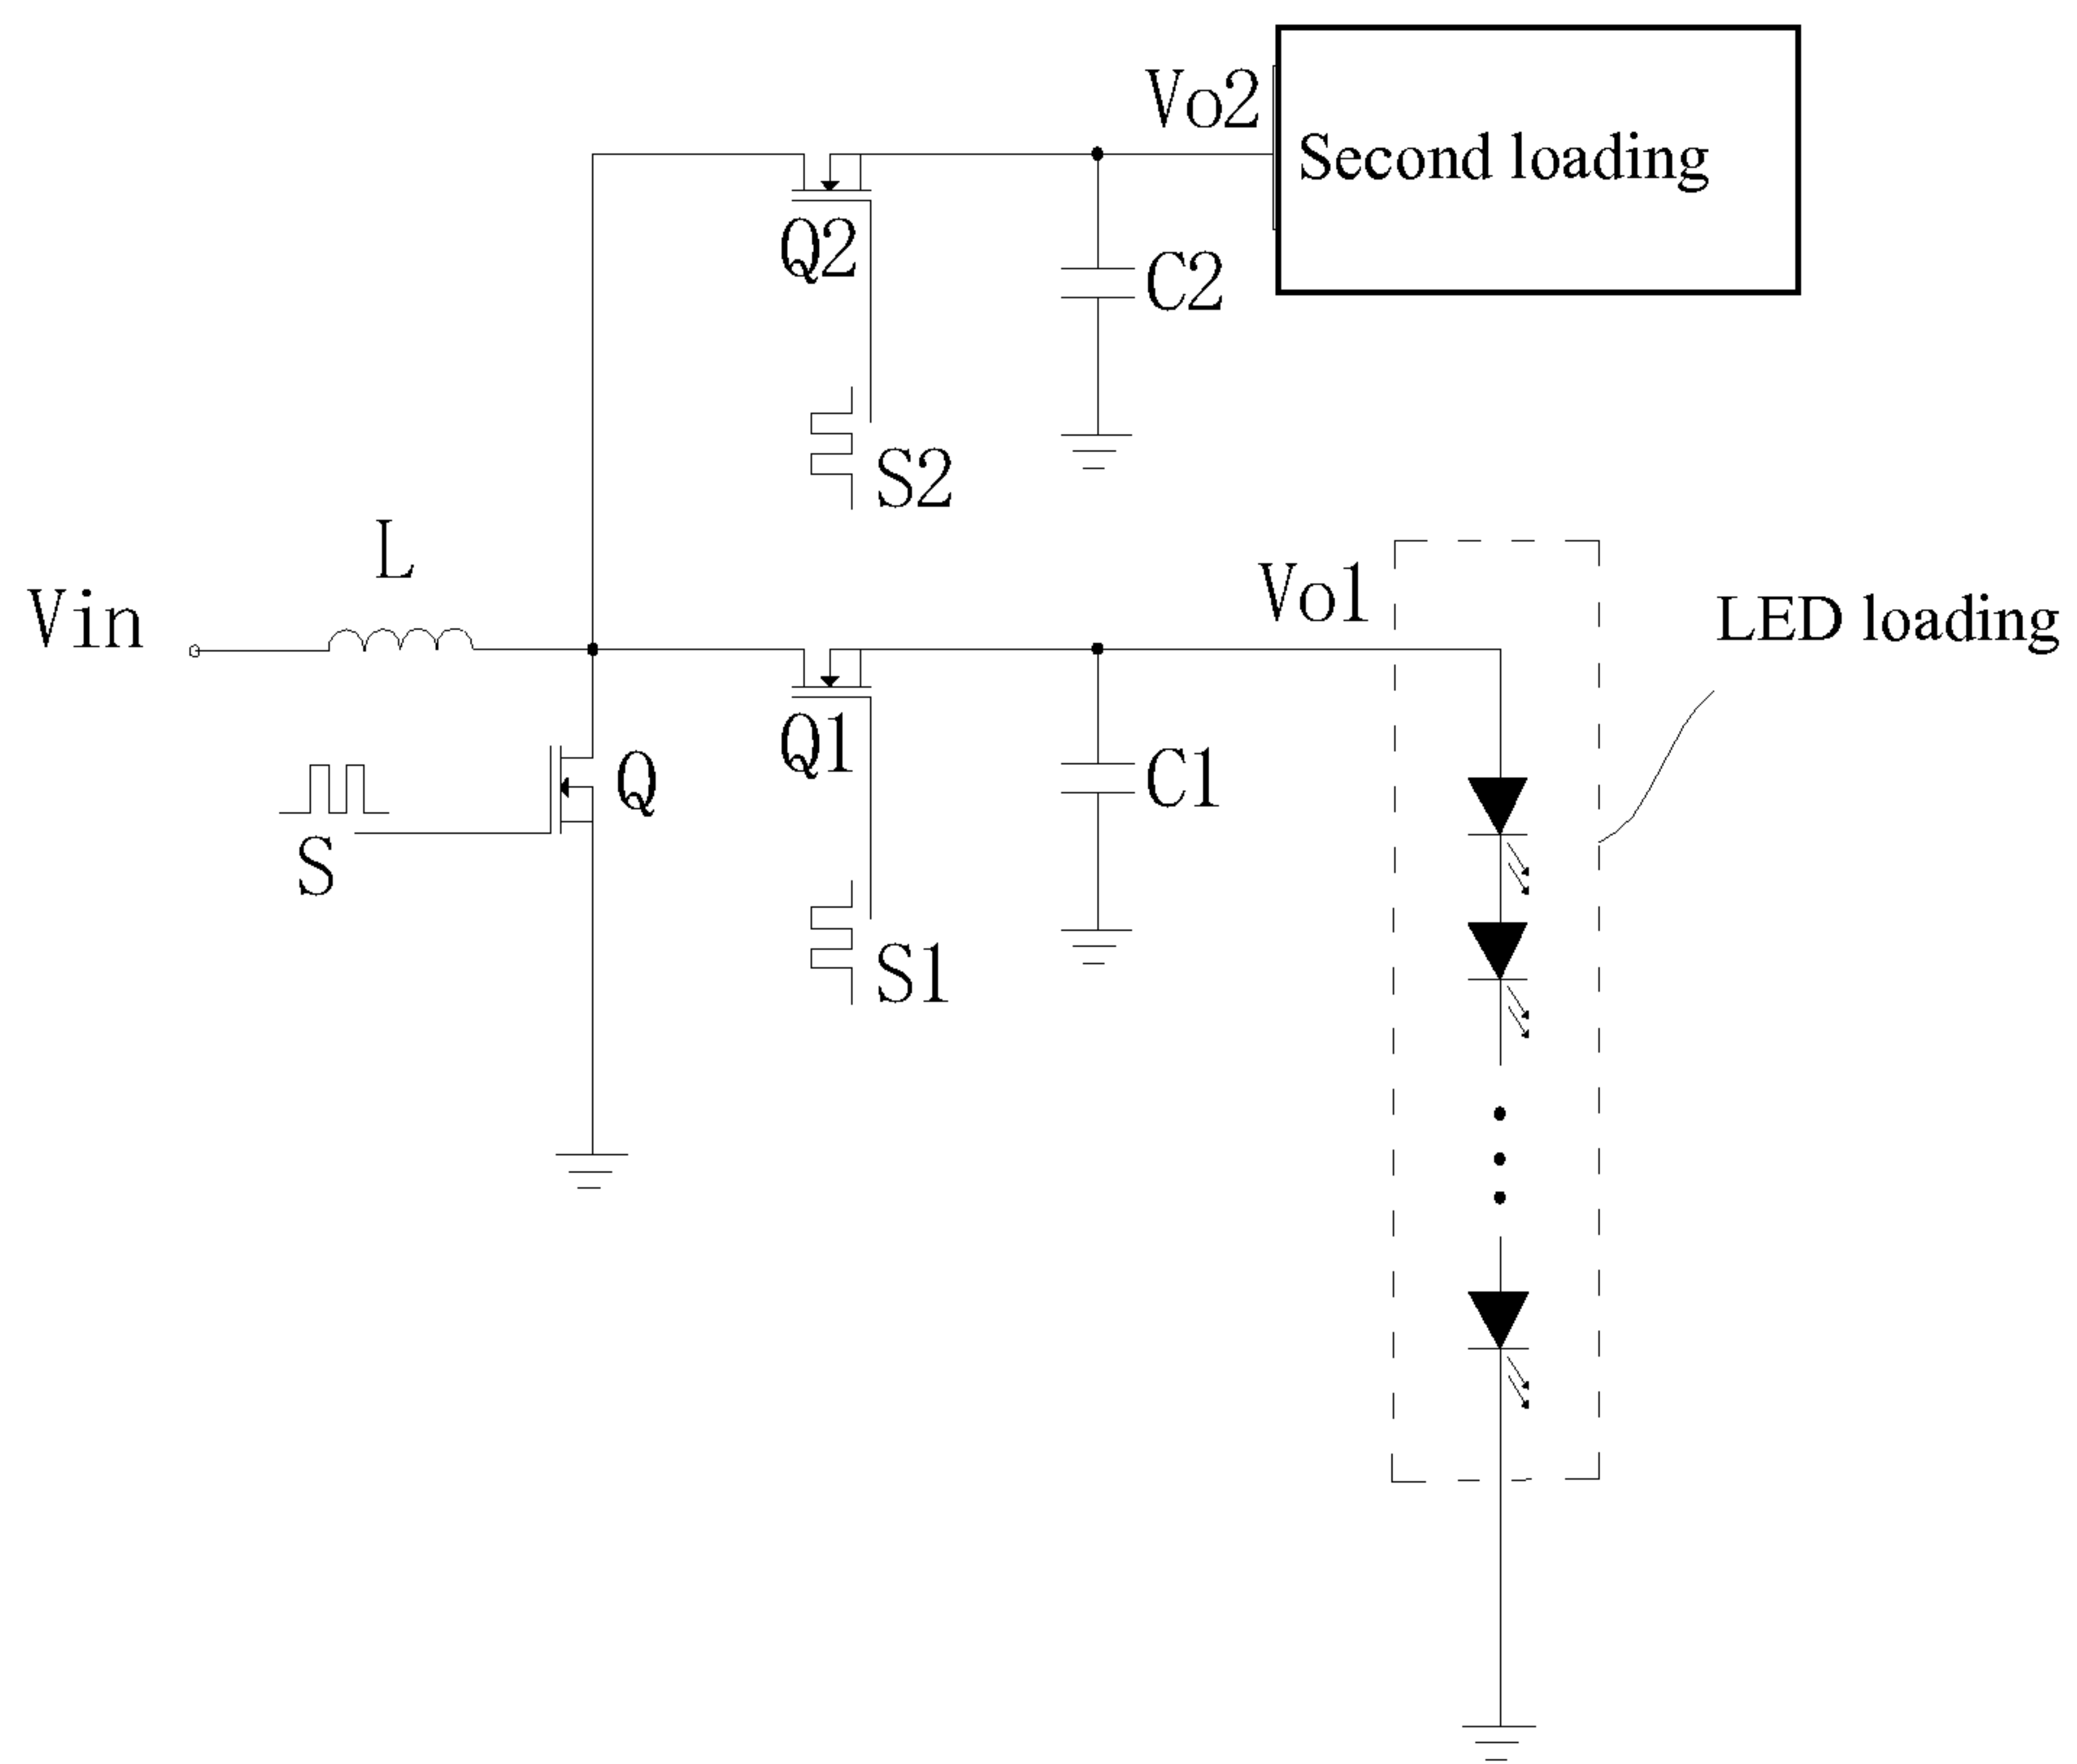 Vo2
Second loading
Q2
C2
S2
L
Vin
Vo1
LED loading
Q1
Q
C1
S
S1